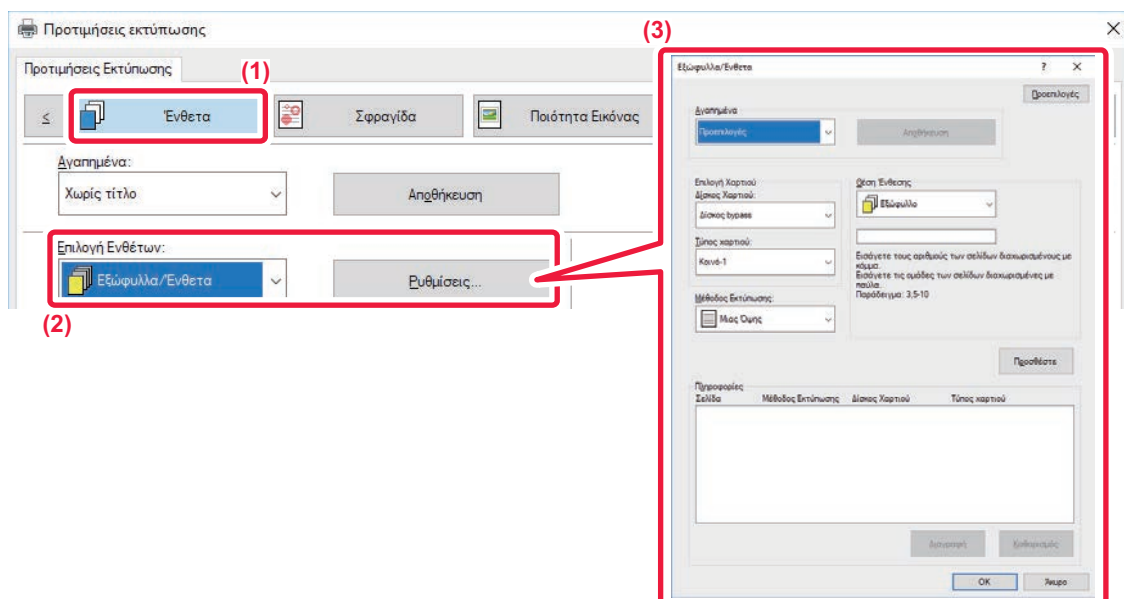 Προτιμήσεις εκτύπωσης
(3)
Προτιμήσεις Εκτύπωσης
(1)
≤
Ένθετα
Σφραγίδα
Ποιότητα Εικόνας
Αγαπημένα:
Χωρίς τίτλο
Αποθήκευση
Επιλογή Ενθέτων:
Εξώφυλλα/Ένθετα
Ρυθμίσεις...
(2)
Εξώφυλλα/Ένθετα
?
Προεπιλογές
Αγαπημένα
Προεπιλογές
Αποθήκευση
Επιλογή Χαρτιού
Δίσκος Χαρτιού:
Δίσκος bypass
Τύπος χαρτιού:
Κοινό-1
Μέθοδος Εκτύπωσης:
Μιας Όψης
Θέση Ένθεσης
Εξώφυλλο
Εισάγετε τους αριθμούς των σελίδων διαχωρισμένους με
κόμμα.
Εισάγετε τις ομάδες των σελίδων διαχωρισμένες με
παύλα.
Παράδειγμα: 3,5-10
Προσθέστε
Πληροφορίες
Σελίδα Μέθοδος Εκτύπωσης Δίσκος Χαρτιού Τύπος χαρτιού
Διαγραφή
Καθαρισμός
OK
Άκυρο